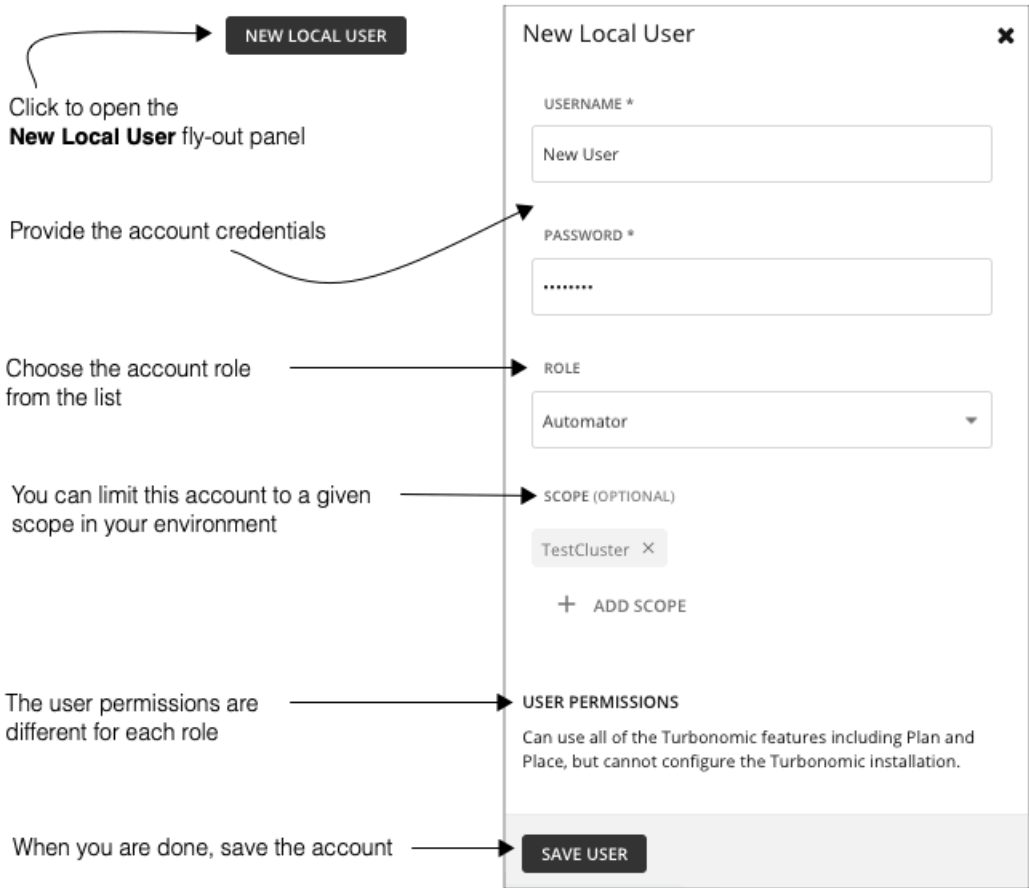 NEW LOCAL USER
Click to open the
New Local User fly-out panel
Provide the account credentials
Choose the account role
from the list
You can limit this account to a given
scope in your environment
The user permissions are
different for each role
When you are done, save the account
New Local User
✖
USERNAME *
New User
PASSWORD *
••••••••
ROLE
Automator
SCOPE (OPTIONAL)
TestCluster ×
+ ADD SCOPE
USER PERMISSIONS
Can use all of the Turbonomic features including Plan and
Place, but cannot configure the Turbonomic installation.
SAVE USER